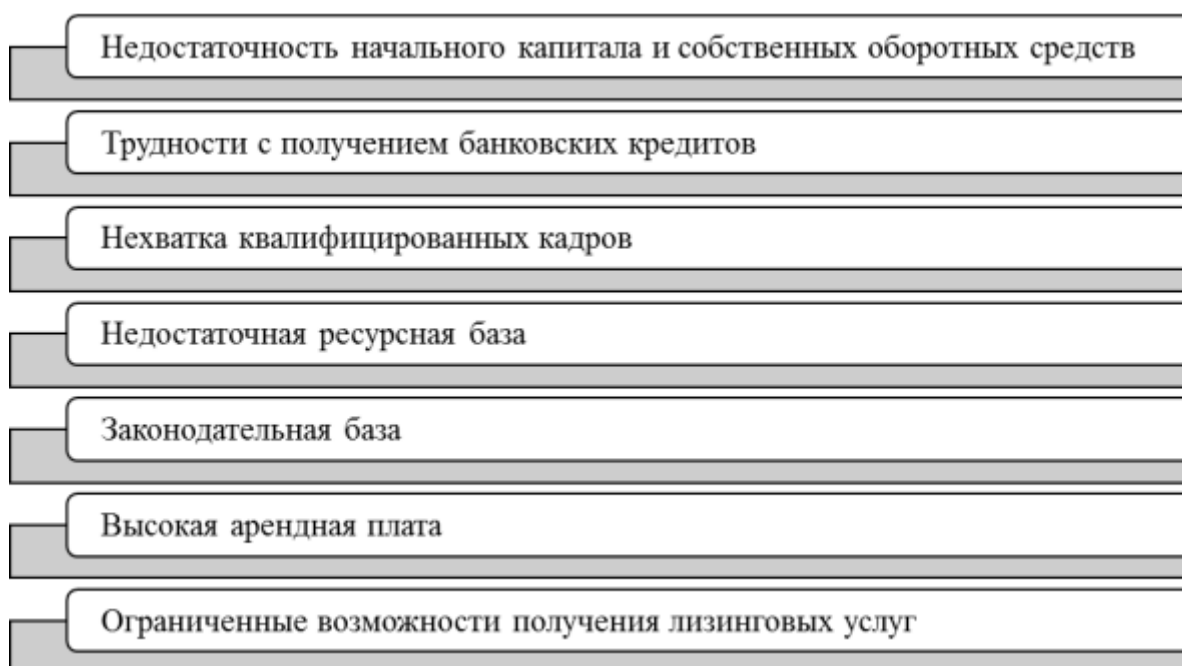 Недостаточность начального капитала и собственных оборотных средств
Трудности с получением банковских кредитов
Нехватка квалифицированных кадров
Недостаточная ресурсная база
Законодательная база
Высокая арендная плата
Ограниченные возможности получения лизинговых услуг